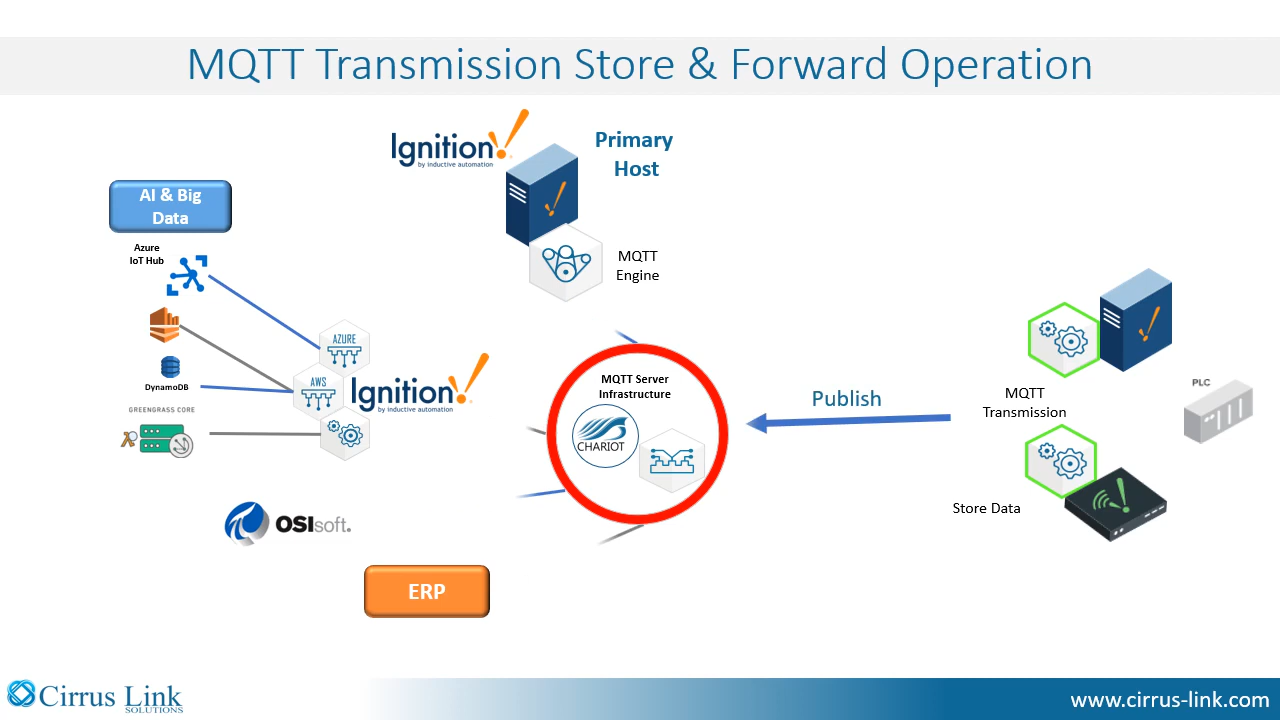 MQTT Transmission Store & Forward Operation
Ignition!
by inductive automation
Primary
Host
AI & Big
Data
Azure
IoT Hub
MQTT
Engine
AZURE
AWS
DynamoDB
Ignition!
by inductive automation
GREENGRASS CORE
MQTT Server
Infrastructure
CHARIOT
Publish
MQTT
Transmission
PLC
Store Data
OSIsoft.
ERP
Cirrus Link
SOLUTIONS
www.cirrus-link.com